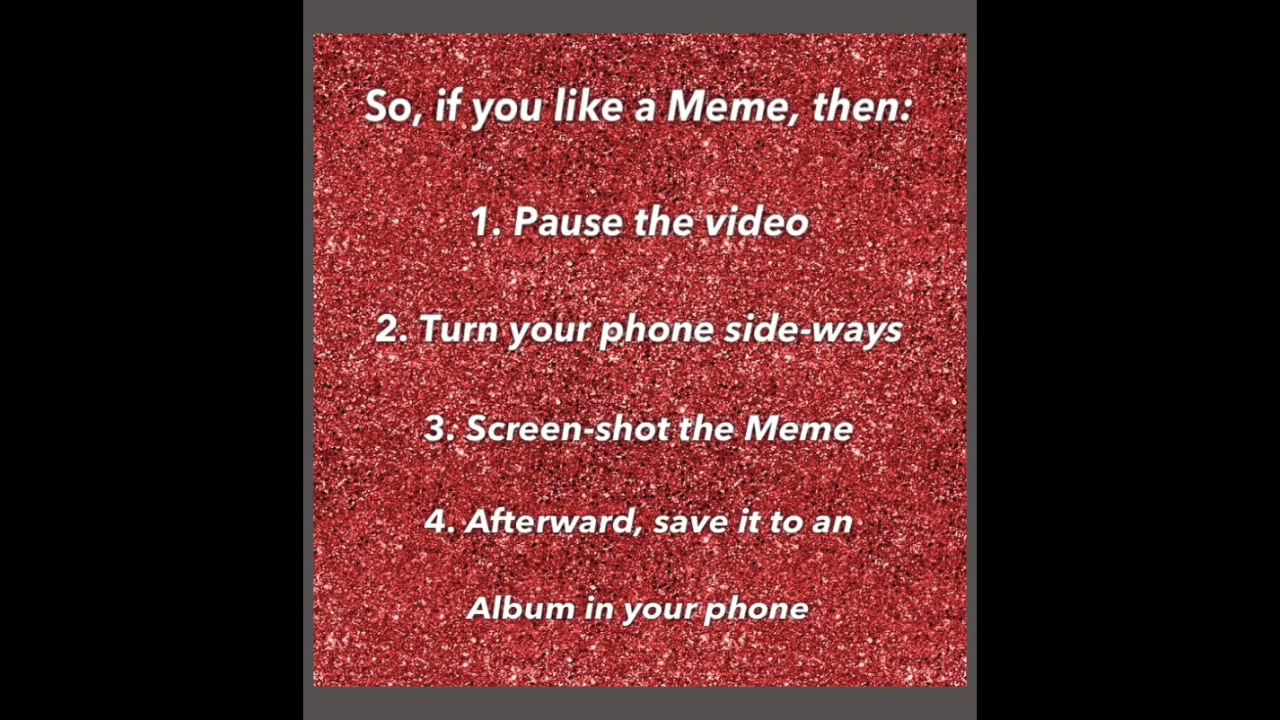 So, if you like a Meme, then:
1. Pause the video
2. Turn your phone side-ways
3. Screen-shot the Meme
4. Afterward, save it to an
Album in your phone